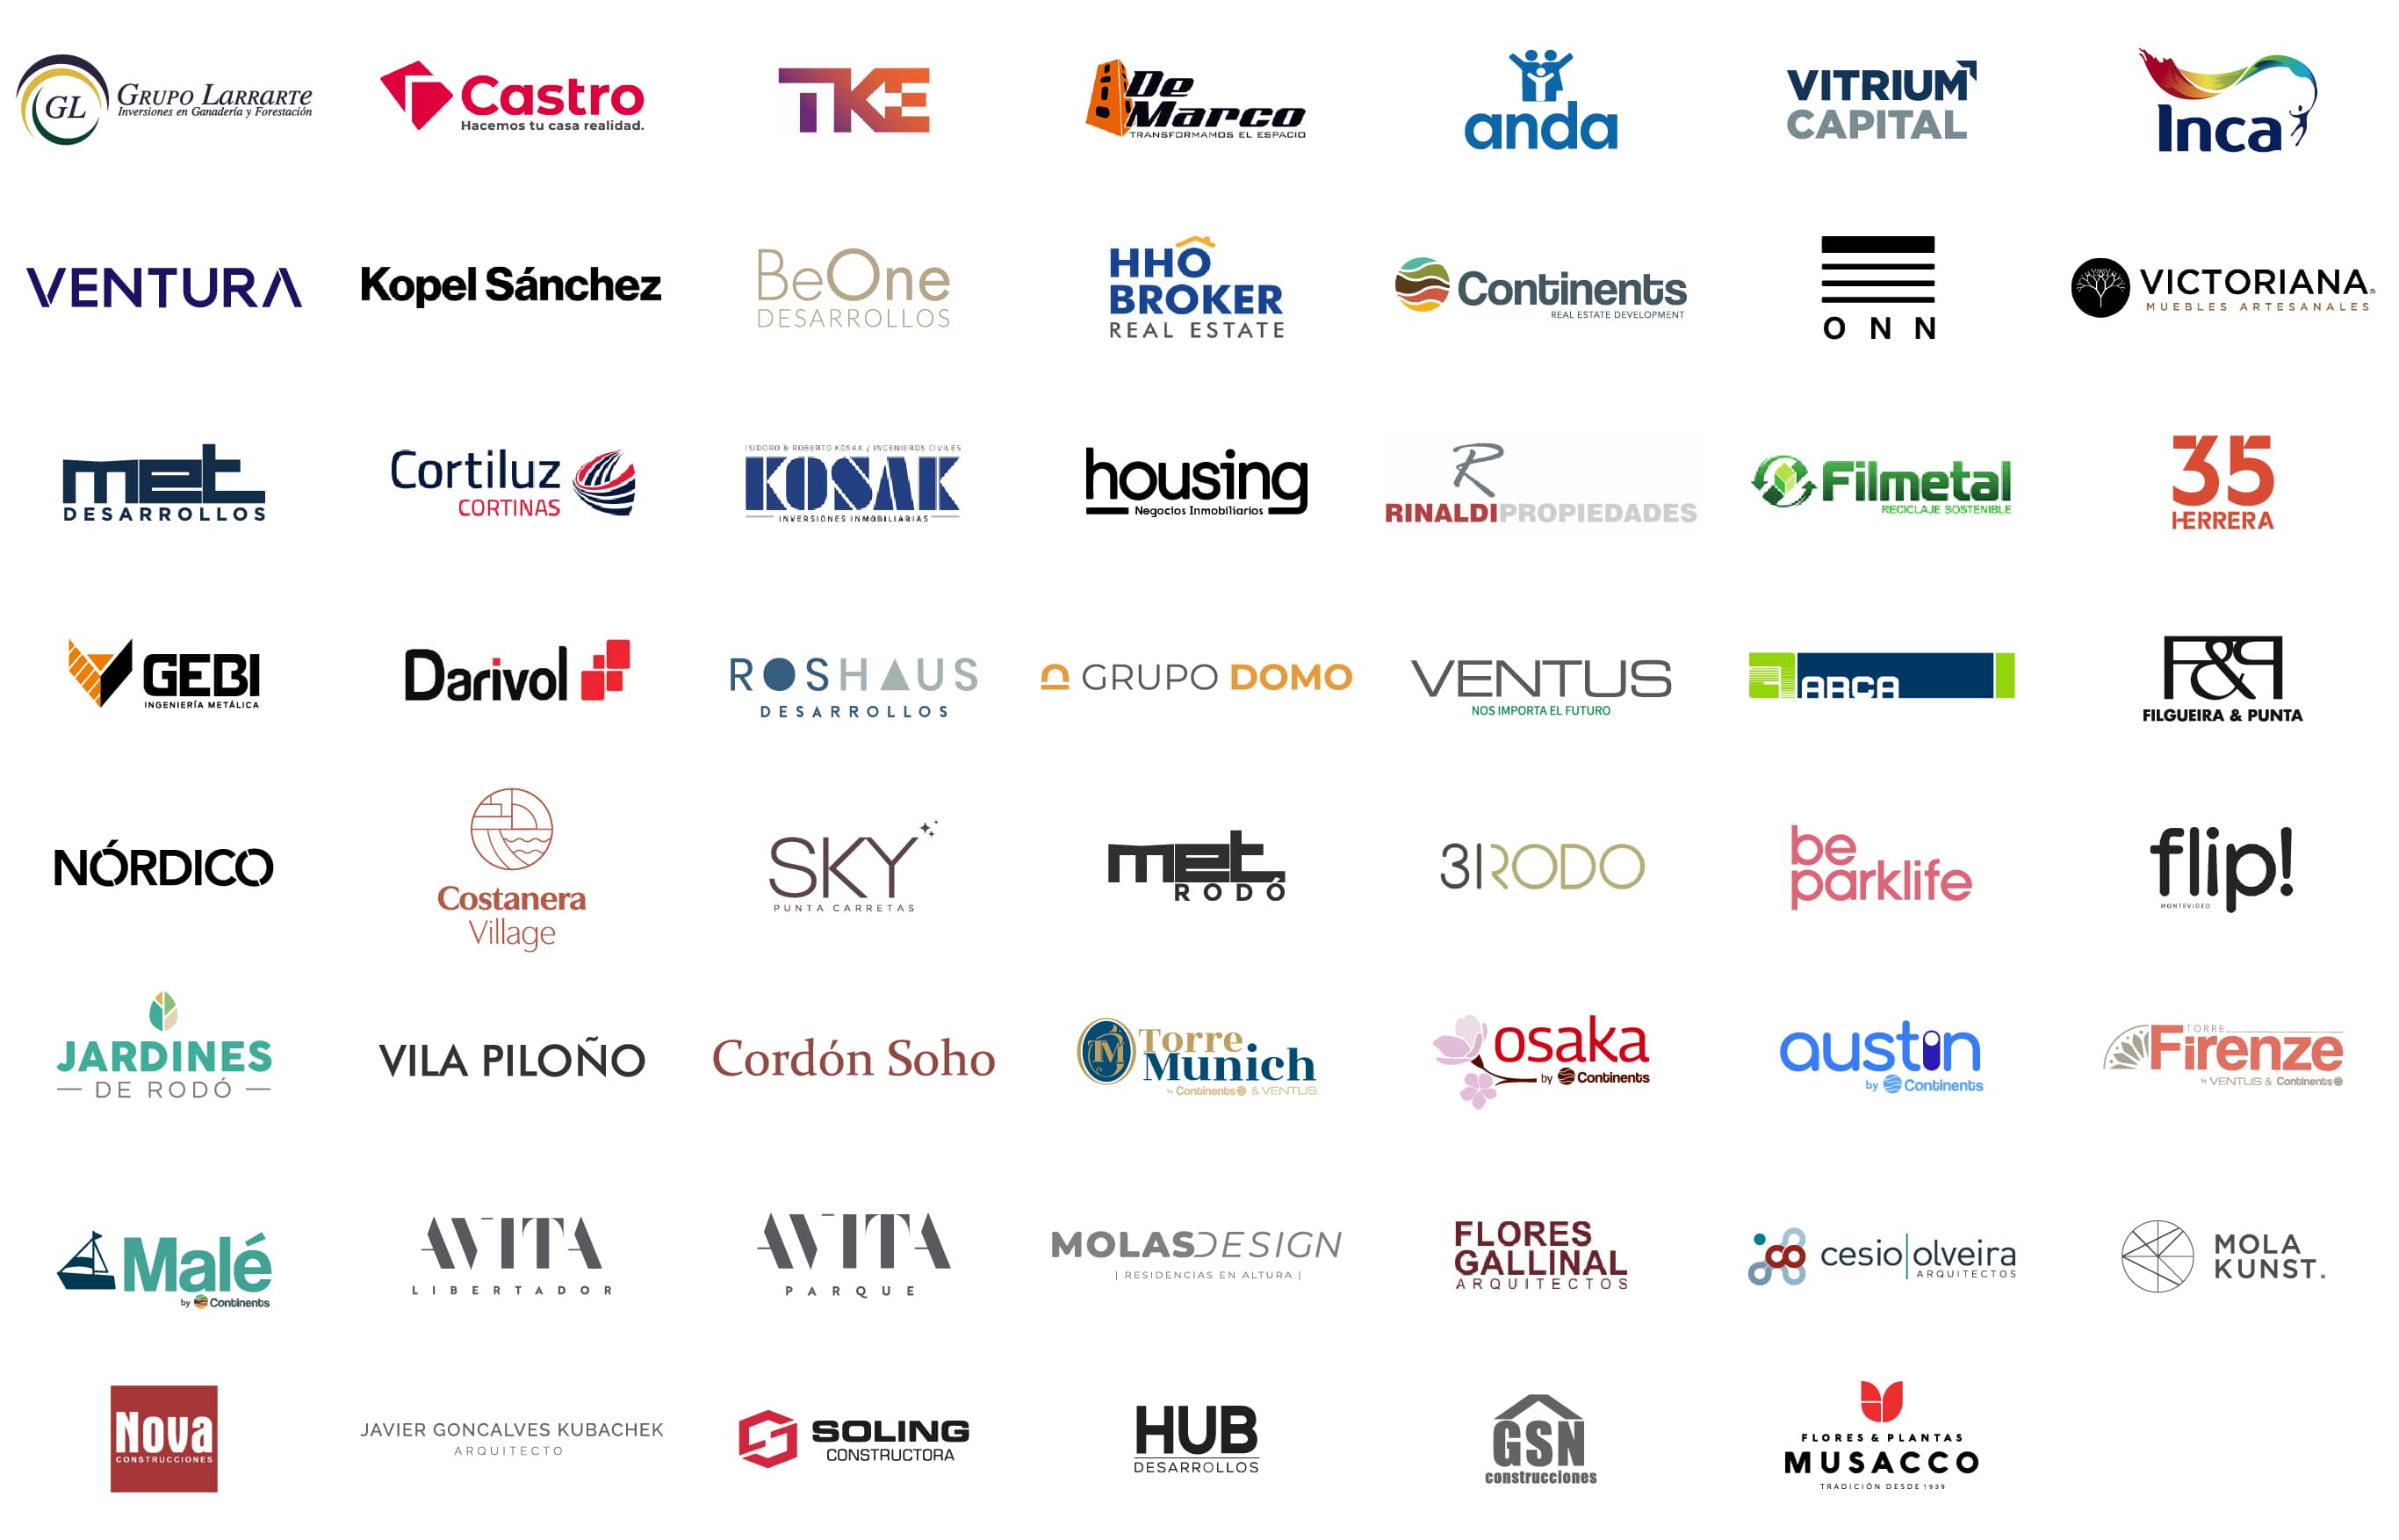 GL
GRUPO LARRARTE
Inversiones en Ganadería y Forestación
Castro
Hacemos tu casa realidad.
TKE
De
Marco
TRANSFORMAMOS EL ESPACIO
anda
VITRIUM
CAPITAL
Inca
VENTURA
Kopel Sánchez
BeOne
DESARROLLOS
HHO
BROKER
REAL ESTATE
Continents
REAL ESTATE DEVELOPMENT
ONN
VICTORIANA
MUEBLES ARTESANALES
met
DESARROLLOS
Cortiluz
CORTINAS
ISIDORO & ROBERTO KOSAK / INGENIEROS CIVILES
KOSAK
INVERSIONES INMOBILIARIAS
housing
Negocios Inmobiliarios
R
RINALDIPROPIEDADES
Filmetal
RECICLAJE SOSTENIBLE
35
HERRERA
GEBI
INGENIERÍA METÁLICA
Darivol
ROSHAUS
DESARROLLOS
GRUPO DOMO
VENTUS
NOS IMPORTA EL FUTURO
ARCA
F&P
FILGUEIRA & PUNTA
NÓRDICO
Costanera
Village
SKY
PUNTA CARRETAS
met
RODÓ
31RODO
be
parklife
flip!
MONTEVIDEO
JARDINES
DE RODÓ
VILA PILOÑO
Cordón Soho
TM
Torre
Munich
by Continents & VENTUS
osaka
by Continents
austin
by Continents
TORRE
Firenze
by VENTUS & Continents
Malé
by Continents
AVITA
LIBERTADOR
AVITA
PARQUE
MOLASDESIGN
| RESIDENCIAS EN ALTURA |
FLORES
GALLINAL
ARQUITECTOS
co
cesio|olveira
ARQUITECTOS
MOLA
KUNST.
Nova
CONSTRUCCIONES
JAVIER GONCALVES KUBACHEK
ARQUITECTO
SOLING
CONSTRUCTORA
HUB
DESARROLLOS
GSN
construcciones
FLORES & PLANTAS
MUSACCO
TRADICIÓN DESDE 1939